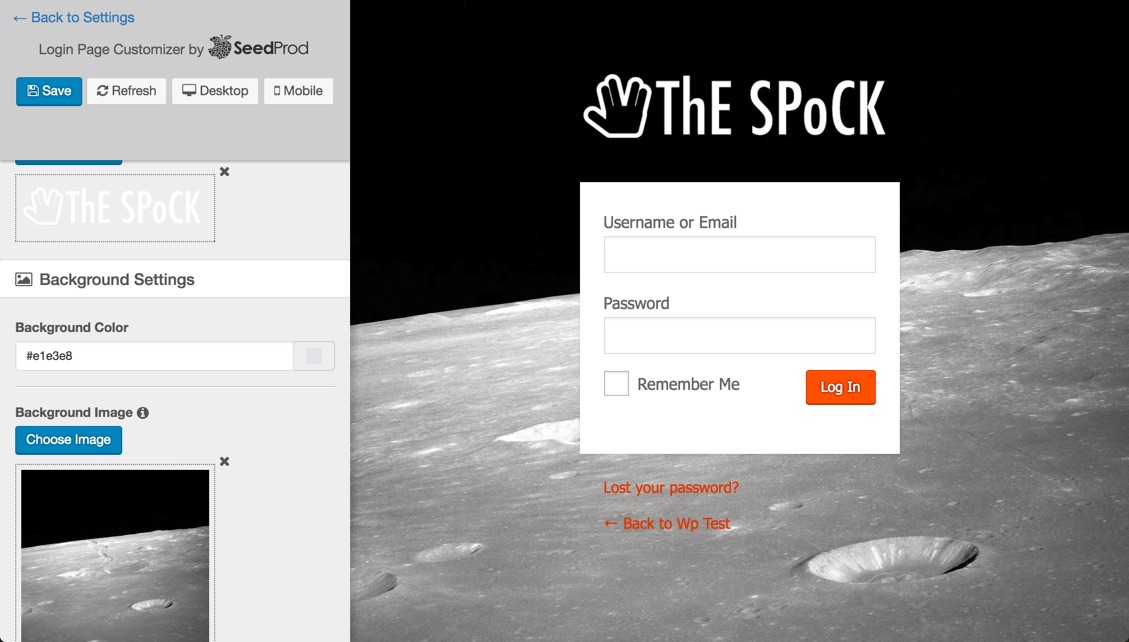 ← Back to Settings
Login Page Customizer by SeedProd
Save Refresh Desktop Mobile
ThE SPoCK
Background Settings
Background Color
#e1e3e8
Background Image
Choose Image
ThE SPoCK
Username or Email
Password
Remember Me
Log In
Lost your password?
← Back to Wp Test